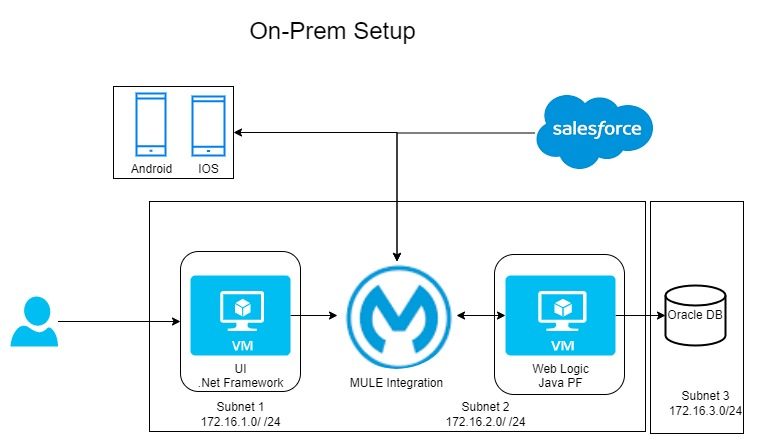 On-Prem Setup
salesforce
Android
IOS
VM
UI
.Net Framework
MULE Integration
VM
Web Logic
Java PF
Oracle DB
Subnet 1
172.16.1.0/ /24
Subnet 2
172.16.2.0/ /24
Subnet 3
172.16.3.0/24